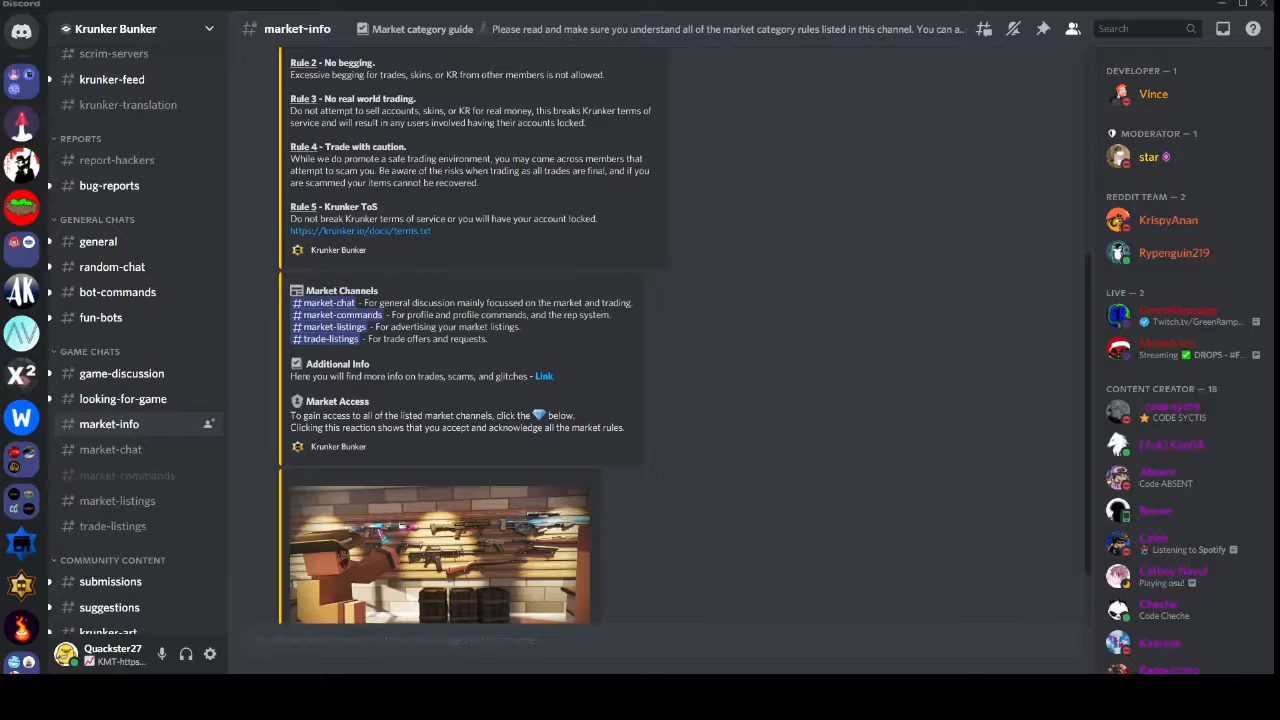 Discord
Krunker Bunker
scrim-servers
krunker-feed
krunker-translation
REPORTS
report-hackers
bug-reports
GENERAL CHATS
general
random-chat
bot-commands
fun-bots
GAME CHATS
game-discussion
looking-for-game
market-info
market-chat
market-commands
market-listings
trade-listings
COMMUNITY CONTENT
submissions
suggestions
krunker-art
Quackster27
KMT-https...
AK
X2
W
market-info
Market category guide
Please read and make sure you understand all of the market category rules listed in this channel. You can a...
Search
Rule 2 - No begging.
Excessive begging for trades, skins, or KR from other members is not allowed.
Rule 3 - No real world trading.
Do not attempt to sell accounts, skins, or KR for real money, this breaks Krunker terms of
service and will result in any users involved having their accounts locked.
Rule 4 - Trade with caution.
While we do promote a safe trading environment, you may come across members that
attempt to scam you. Be aware of the risks when trading as all trades are final, and if you
are scammed your items cannot be recovered.
Rule 5 - Krunker ToS
Do not break Krunker terms of service or you will have your account locked.
https://krunker.io/docs/terms.txt
Krunker Bunker
Market Channels
#market-chat - For general discussion mainly focussed on the market and trading.
#market-commands - For profile and profile commands, and the rep system.
#market-listings - For advertising your market listings.
#trade-listings - For trade offers and requests.
Additional Info
Here you will find more info on trades, scams, and glitches - Link
Market Access
To gain access to all of the listed market channels, click the 💎 below.
Clicking this reaction shows that you accept and acknowledge all the market rules.
Krunker Bunker
DEVELOPER — 1
Vince
MODERATOR — 1
star
REDDIT TEAM — 2
KrispyAnan
Rypenguin219
LIVE — 2
GreenRampage
Twitch.tv/GreenRamp...
Streaming ✅ DROPS - #F...
CONTENT CREATOR — 18
code syctis
⭐ CODE SYCTIS
Absent
Code ABSENT
Caleb
Listening to Spotify
Playing osu!
Cheche
Code Cheche
Kappuccino